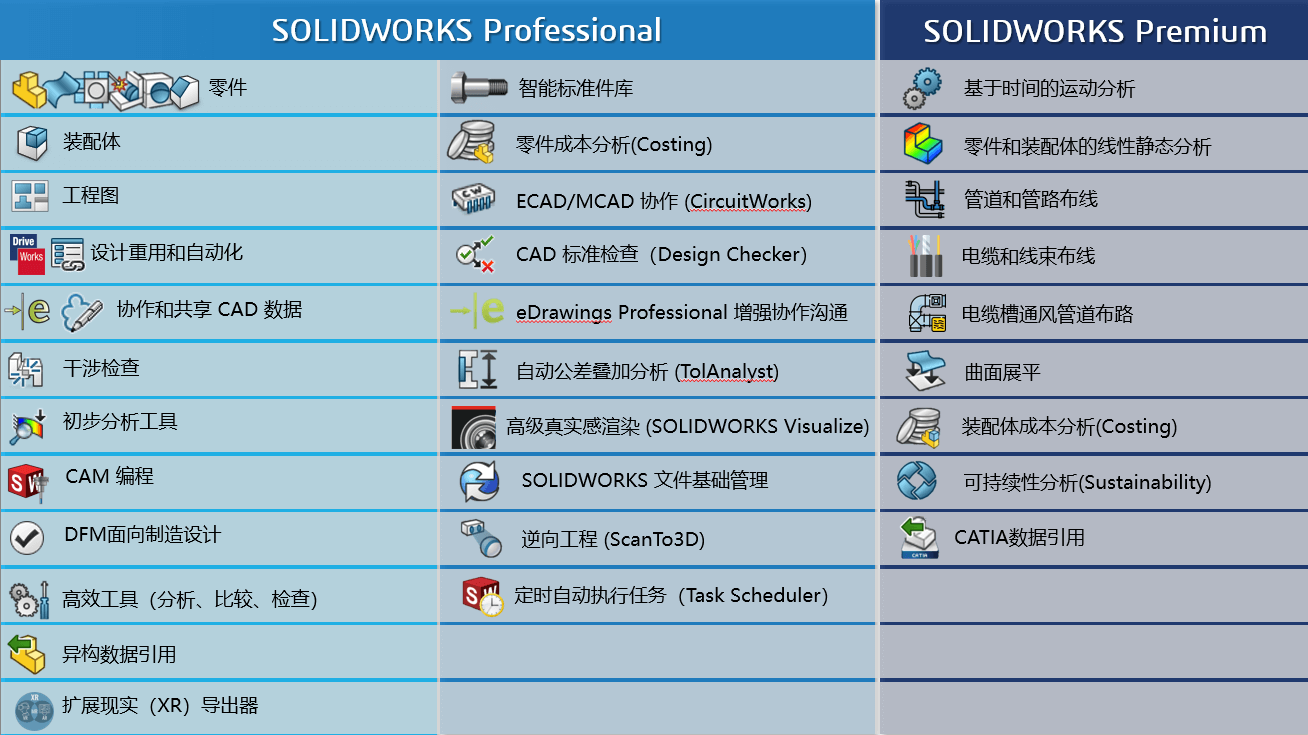 SOLIDWORKS Professional
SOLIDWORKS Premium
零件
智能标准件库
基于时间的运动分析
装配体
零件成本分析(Costing)
零件和装配体的线性静态分析
工程图
CW
ECAD/MCAD 协作 (CircuitWorks)
管道和管路布线
Drive
Works
设计重用和自动化
CAD 标准检查（Design Checker）
电缆和线束布线
e
协作和共享 CAD 数据
e
eDrawings Professional 增强协作沟通
电缆槽通风管道布路
干涉检查
自动公差叠加分析 (TolAnalyst)
曲面展平
初步分析工具
高级真实感渲染 (SOLIDWORKS Visualize)
装配体成本分析(Costing)
SW
CAM 编程
SOLIDWORKS 文件基础管理
可持续性分析(Sustainability)
DFM面向制造设计
逆向工程 (ScanTo3D)
CATIA
CATIA数据引用
高效工具（分析、比较、检查）
SW
定时自动执行任务（Task Scheduler）
异构数据引用
XR
扩展现实（XR）导出器